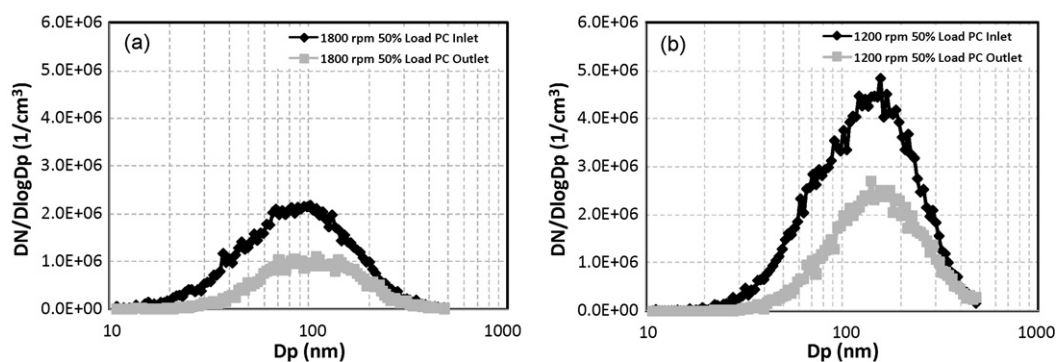 (a)
1800 rpm 50% Load PC Inlet
1800 rpm 50% Load PC Outlet
DN/DlogDp (1/cm³)
6.0E+06
5.0E+06
4.0E+06
3.0E+06
2.0E+06
1.0E+06
0.0E+00
10
100
1000
Dp (nm)
(b)
1200 rpm 50% Load PC Inlet
1200 rpm 50% Load PC Outlet
DN/DlogDp (1/cm³)
6.0E+06
5.0E+06
4.0E+06
3.0E+06
2.0E+06
1.0E+06
0.0E+00
10
100
1000
Dp (nm)